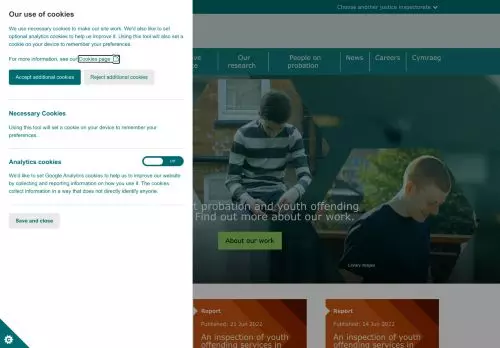 Our use of cookies
We use necessary cookies to make our site work. We'd also like to set
optional analytics cookies to help us improve it. Using this tool will also set a
cookie on your device to remember your preferences.
For more information, see our Cookies page
Accept additional cookies
Reject additional cookies
Necessary Cookies
Using this tool will set a cookie on your device to remember your
preferences.
Analytics cookies
Off
We'd like to set Google Analytics cookies to help us to improve our website
by collecting and reporting information on how you use it. The cookies
collect information in a way that does not directly identify anyone.
Save and close
Choose another justice inspectorate
Our
research
People on
probation
News
Careers
Cymraeg
probation and youth offending
Find out more about our work.
About our work
Library images
Report
Published: 21 Jun 2022
An inspection of youth
offending services in
Report
Published: 14 Jun 2022
An inspection of youth
offending services in